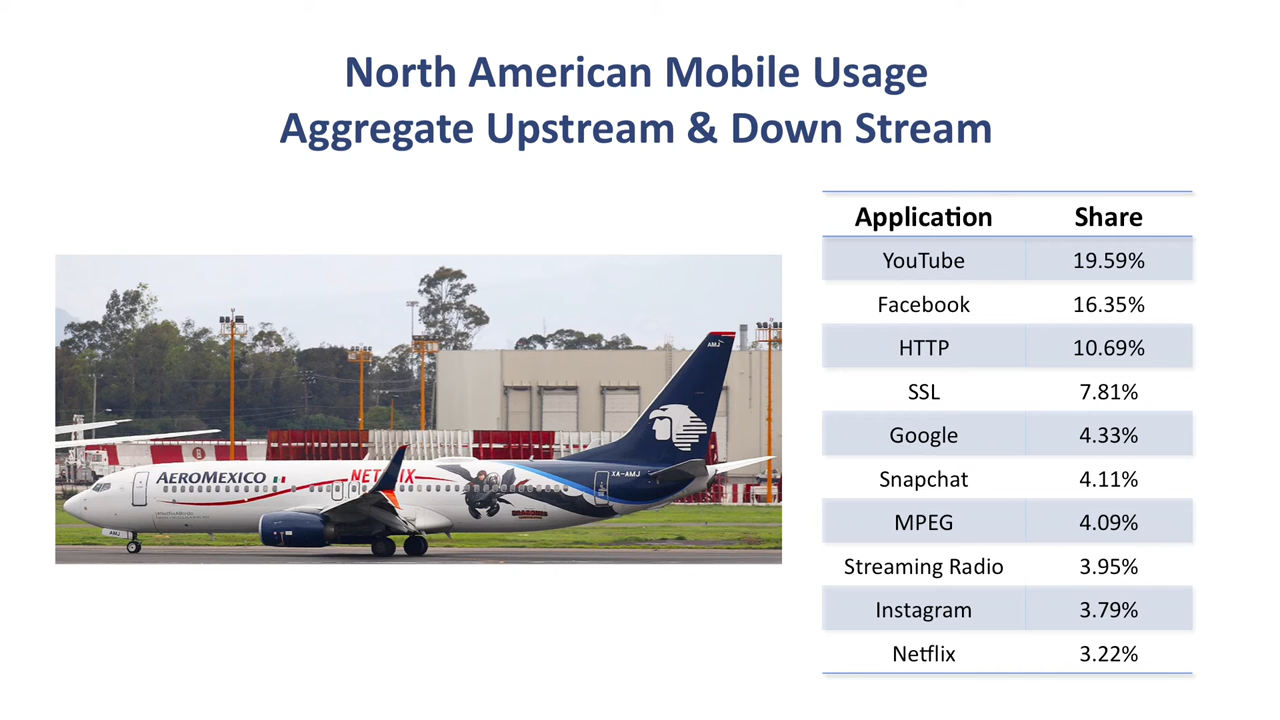 North American Mobile Usage
Aggregate Upstream & Down Stream
Application Share
YouTube 19.59%
Facebook 16.35%
HTTP 10.69%
SSL 7.81%
Google 4.33%
Snapchat 4.11%
MPEG 4.09%
Streaming Radio 3.95%
Instagram 3.79%
Netflix 3.22%
AMJ
XA-AMJ
AEROMEXICO
DRAGONS
AMJ